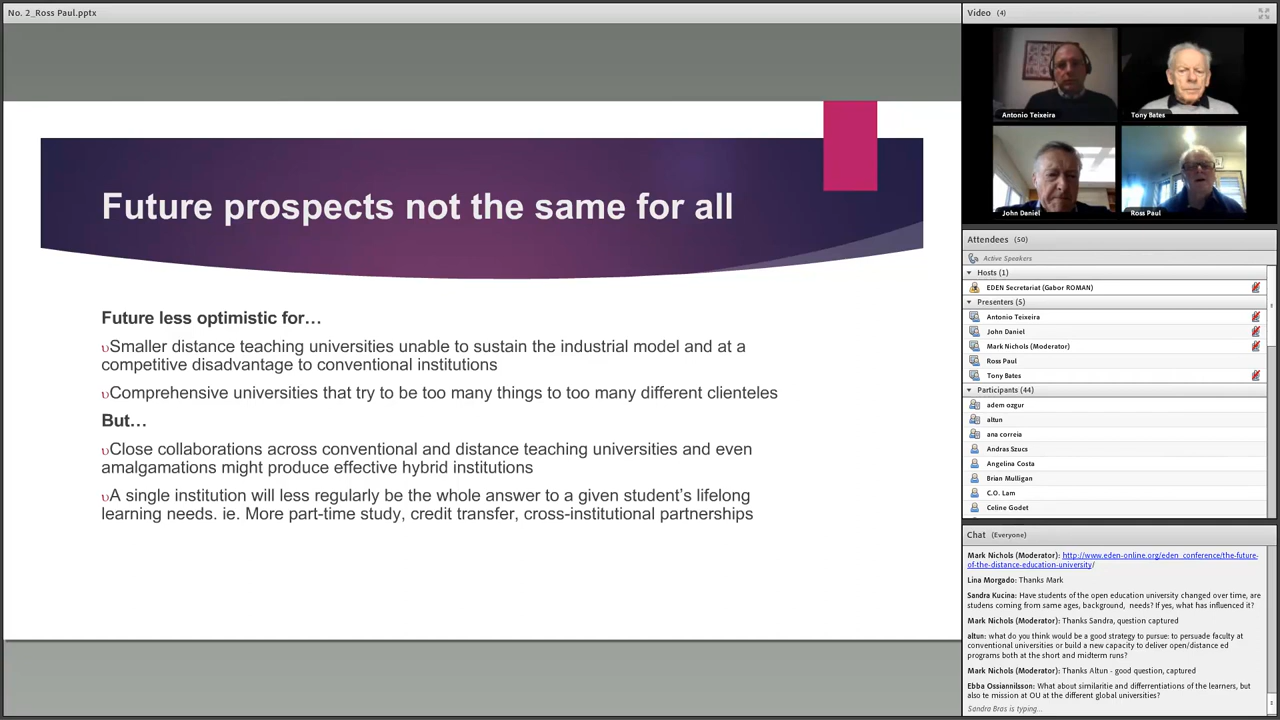 No. 2_Ross Paul.pptx
Future prospects not the same for all
Future less optimistic for…
υSmaller distance teaching universities unable to sustain the industrial model and at a
competitive disadvantage to conventional institutions
υComprehensive universities that try to be too many things to too many different clienteles
But…
υClose collaborations across conventional and distance teaching universities and even
amalgamations might produce effective hybrid institutions
υA single institution will less regularly be the whole answer to a given student’s lifelong
learning needs. ie. More part-time study, credit transfer, cross-institutional partnerships
Video (4)
Antonio Teixeira
Tony Bates
John Daniel
Ross Paul
Attendees (50)
Active Speakers
Hosts (1)
EDEN Secretariat (Gabor ROMAN)
Presenters (5)
Antonio Teixeira
John Daniel
Mark Nichols (Moderator)
Ross Paul
Tony Bates
Participants (44)
adem ozgur
altun
ana correia
Andras Szucs
Angelina Costa
Brian Mulligan
C.O. Lam
Celine Godet
Chat (Everyone)
Mark Nichols (Moderator): http://www.eden-online.org/eden_conference/the-future-
of-the-distance-education-university/
Lina Morgado: Thanks Mark
Sandra Kucina: Have students of the open education university changed over time, are
studens coming from same ages, background, needs? If yes, what has influenced it?
Mark Nichols (Moderator): Thanks Sandra, question captured
altun: what do you think would be a good strategy to pursue: to persuade faculty at
conventional universities or build a new capacity to deliver open/distance ed
programs both at the short and midterm runs?
Mark Nichols (Moderator): Thanks Altun - good question, captured
Ebba Ossiannilsson: What about similaritie and differrentiations of the learners, but
also te mission at OU at the different global universities?
Sandra Bras is typing...